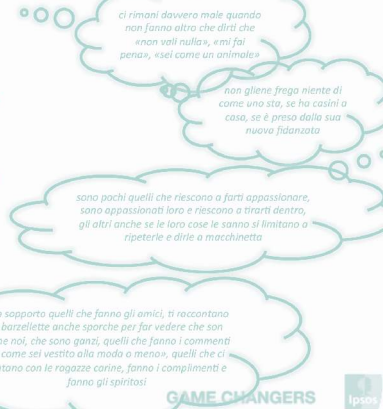 ci rimani davvero male quando
non fanno altro che dirti che
«non vali nulla», «mi fai
pena», «sei come un animale»
non gliene frega niente di
come uno sta, se ha casini a
casa, se è preso dalla sua
nuova fidanzata
sono pochi quelli che riescono a farti appassionare,
sono appassionati loro e riescono a tirarti dentro,
gli altri anche se le loro cose le sanno si limitano a
ripeterle e dirle a macchinetta
sopporto quelli che fanno gli amici, ti raccontano
barzellette anche sporche per far vedere che son
noi, che sono ganzi, quelli che fanno i commenti
come sei vestito alla moda o meno», quelli che ci
con le ragazze carine, fanno i complimenti e
fanno gli spiritosi
GAME CHANGERS
Ipsos